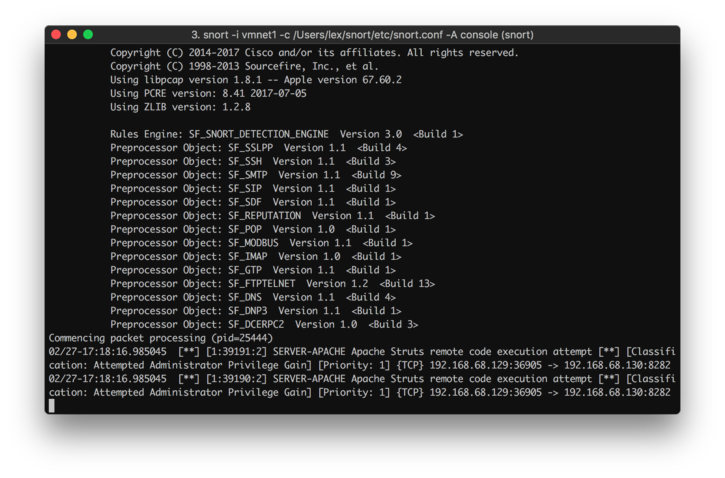 3. snort -i vmnet1 -c /Users/lex/snort/etc/snort.conf -A console (snort)
Copyright (C) 2014-2017 Cisco and/or its affiliates. All rights reserved.
Copyright (C) 1998-2013 Sourcefire, Inc., et al.
Using libpcap version 1.8.1 -- Apple version 67.60.2
Using PCRE version: 8.41 2017-07-05
Using ZLIB version: 1.2.8
Rules Engine: SF_SNORT_DETECTION_ENGINE  Version 3.0  <Build 1>
Preprocessor Object: SF_SSLPP  Version 1.1  <Build 4>
Preprocessor Object: SF_SSH  Version 1.1  <Build 3>
Preprocessor Object: SF_SMTP  Version 1.1  <Build 9>
Preprocessor Object: SF_SIP  Version 1.1  <Build 1>
Preprocessor Object: SF_SDF  Version 1.1  <Build 1>
Preprocessor Object: SF_REPUTATION  Version 1.1  <Build 1>
Preprocessor Object: SF_POP  Version 1.0  <Build 1>
Preprocessor Object: SF_MODBUS  Version 1.1  <Build 1>
Preprocessor Object: SF_IMAP  Version 1.0  <Build 1>
Preprocessor Object: SF_GTP  Version 1.1  <Build 1>
Preprocessor Object: SF_FTPTELNET  Version 1.2  <Build 13>
Preprocessor Object: SF_DNS  Version 1.1  <Build 4>
Preprocessor Object: SF_DNP3  Version 1.1  <Build 1>
Preprocessor Object: SF_DCERPC2  Version 1.0  <Build 3>
Commencing packet processing (pid=25444)
02/27-17:18:16.985045  [**] [1:39191:2] SERVER-APACHE Apache Struts remote code execution attempt [**] [Classifi
cation: Attempted Administrator Privilege Gain] [Priority: 1] {TCP} 192.168.68.129:36905 -> 192.168.68.130:8282
02/27-17:18:16.985045  [**] [1:39190:2] SERVER-APACHE Apache Struts remote code execution attempt [**] [Classifi
cation: Attempted Administrator Privilege Gain] [Priority: 1] {TCP} 192.168.68.129:36905 -> 192.168.68.130:8282